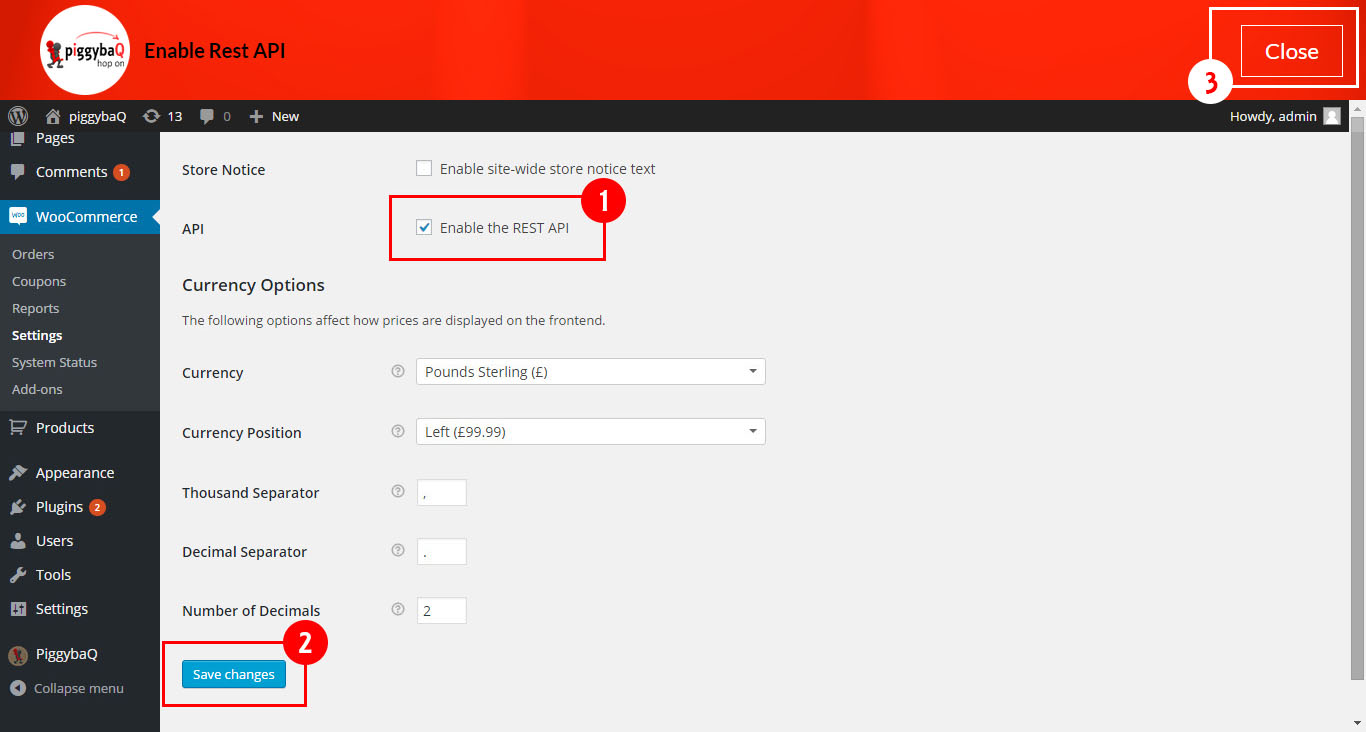 piggybaQ
hop on
Enable Rest API
Close
3
piggybaQ 13 0 + New
Howdy, admin
Pages
Comments 1
WooCommerce
Orders
Coupons
Reports
Settings
System Status
Add-ons
Products
Appearance
Plugins 2
Users
Tools
Settings
PiggybaQ
Collapse menu
Store Notice Enable site-wide store notice text
1
API Enable the REST API
Currency Options
The following options affect how prices are displayed on the frontend.
Currency ? Pounds Sterling (£)
Currency Position ? Left (£99.99)
Thousand Separator ? ,
Decimal Separator ? .
Number of Decimals ? 2
2
Save changes